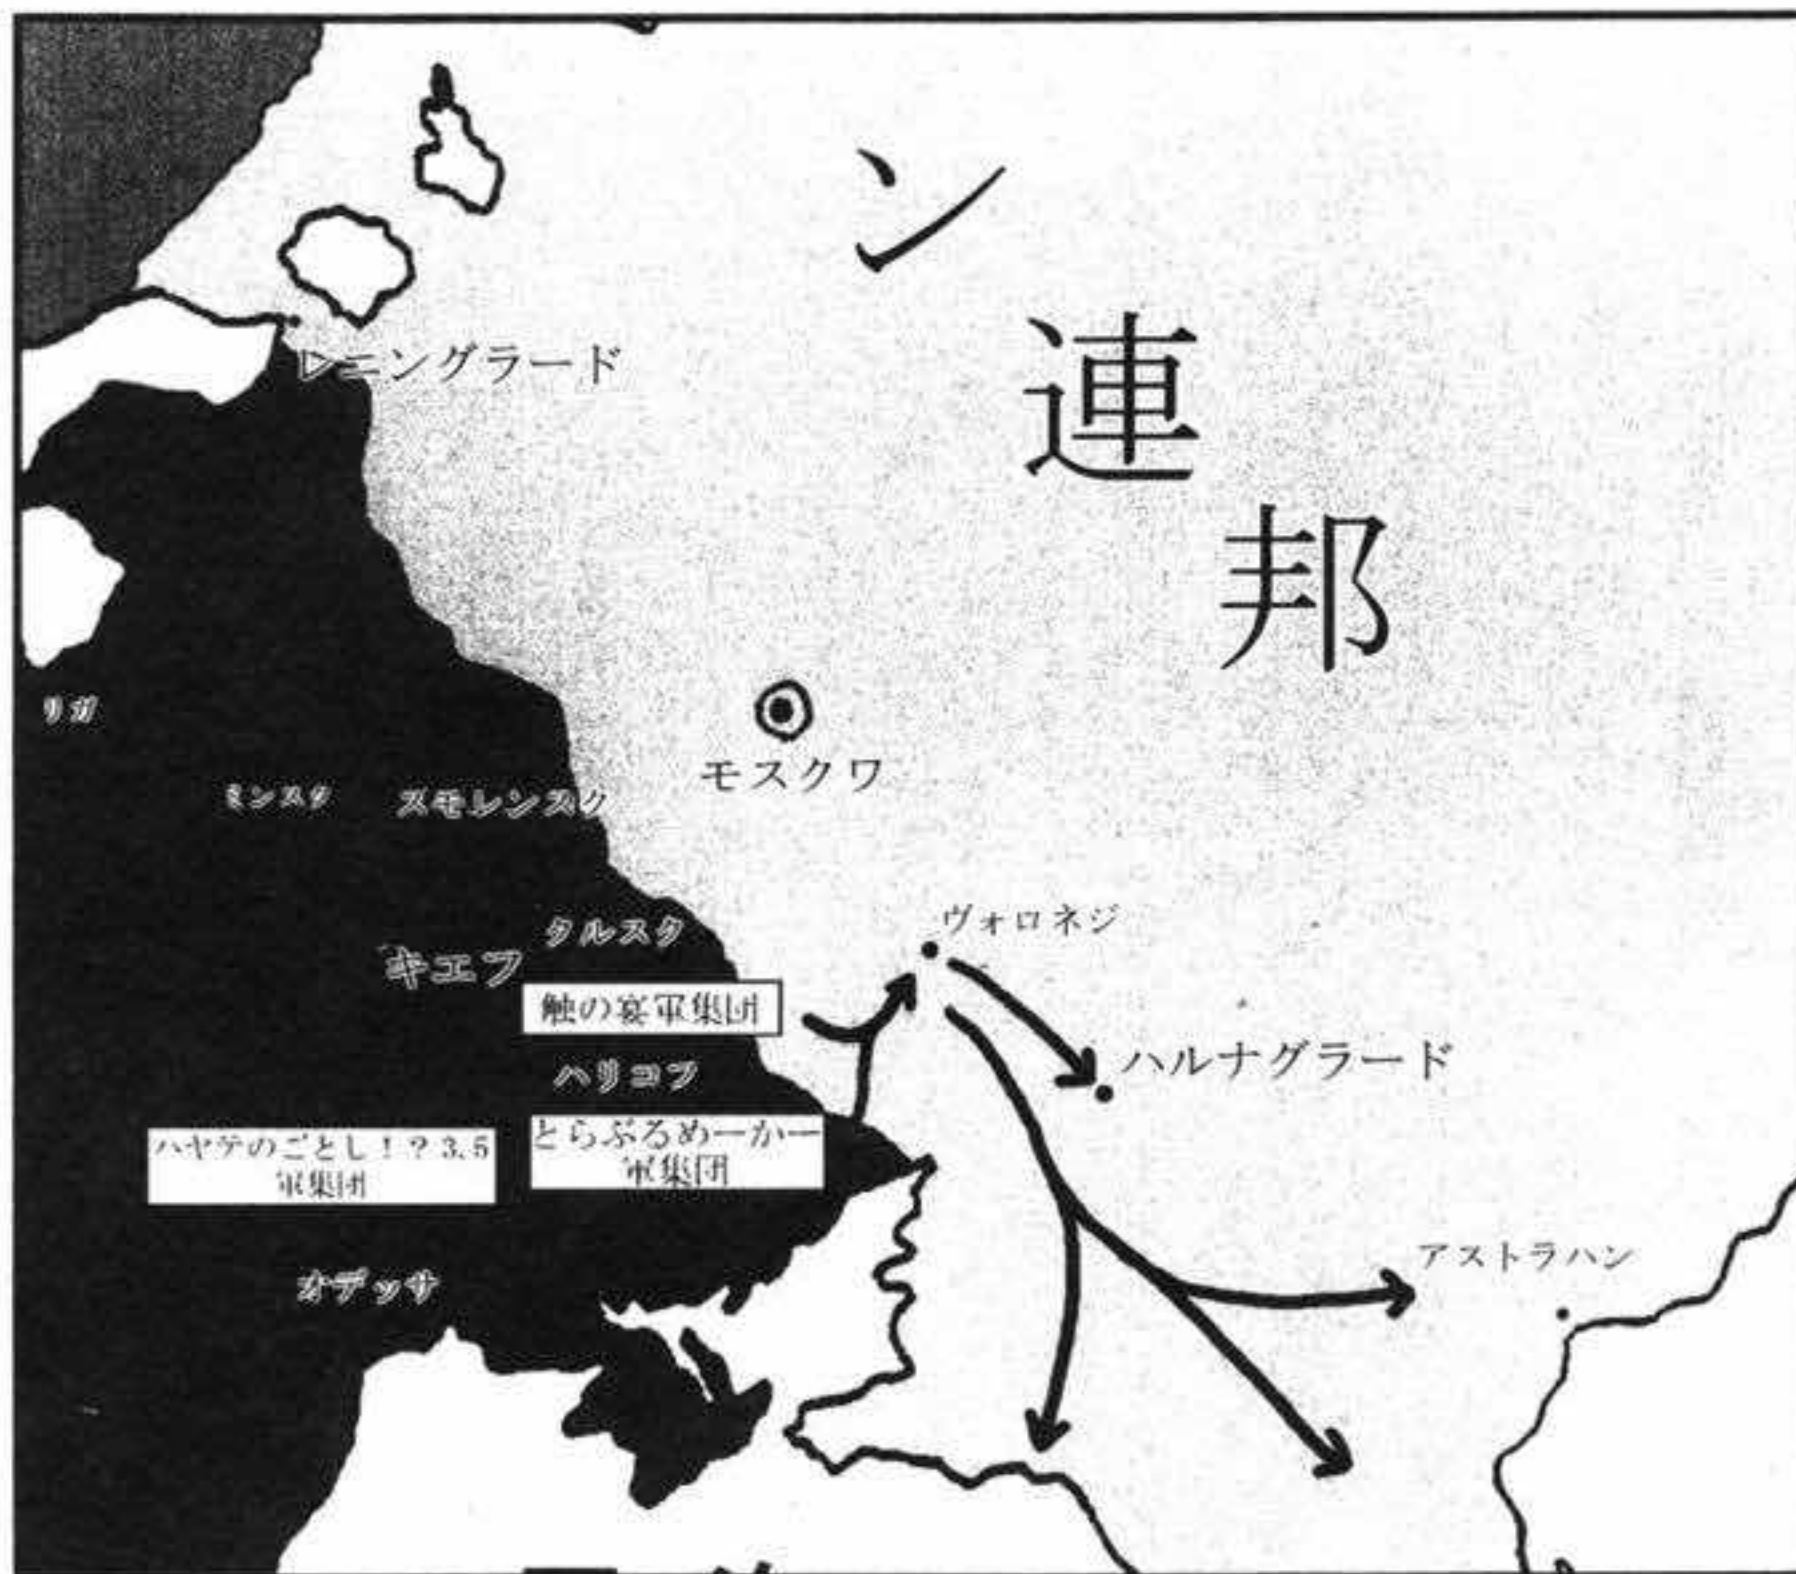 ン
連
邦
レニングラード
リガ
ミンスク
スモレンスク
モスクワ
ヴォロネジ
クルスク
キエフ
触の宴軍集団
ハルナグラード
ハリコフ
ハヤテのごとし！？3.5
軍集団
とらぶるめーかー
軍集団
アストラハン
オデッサ